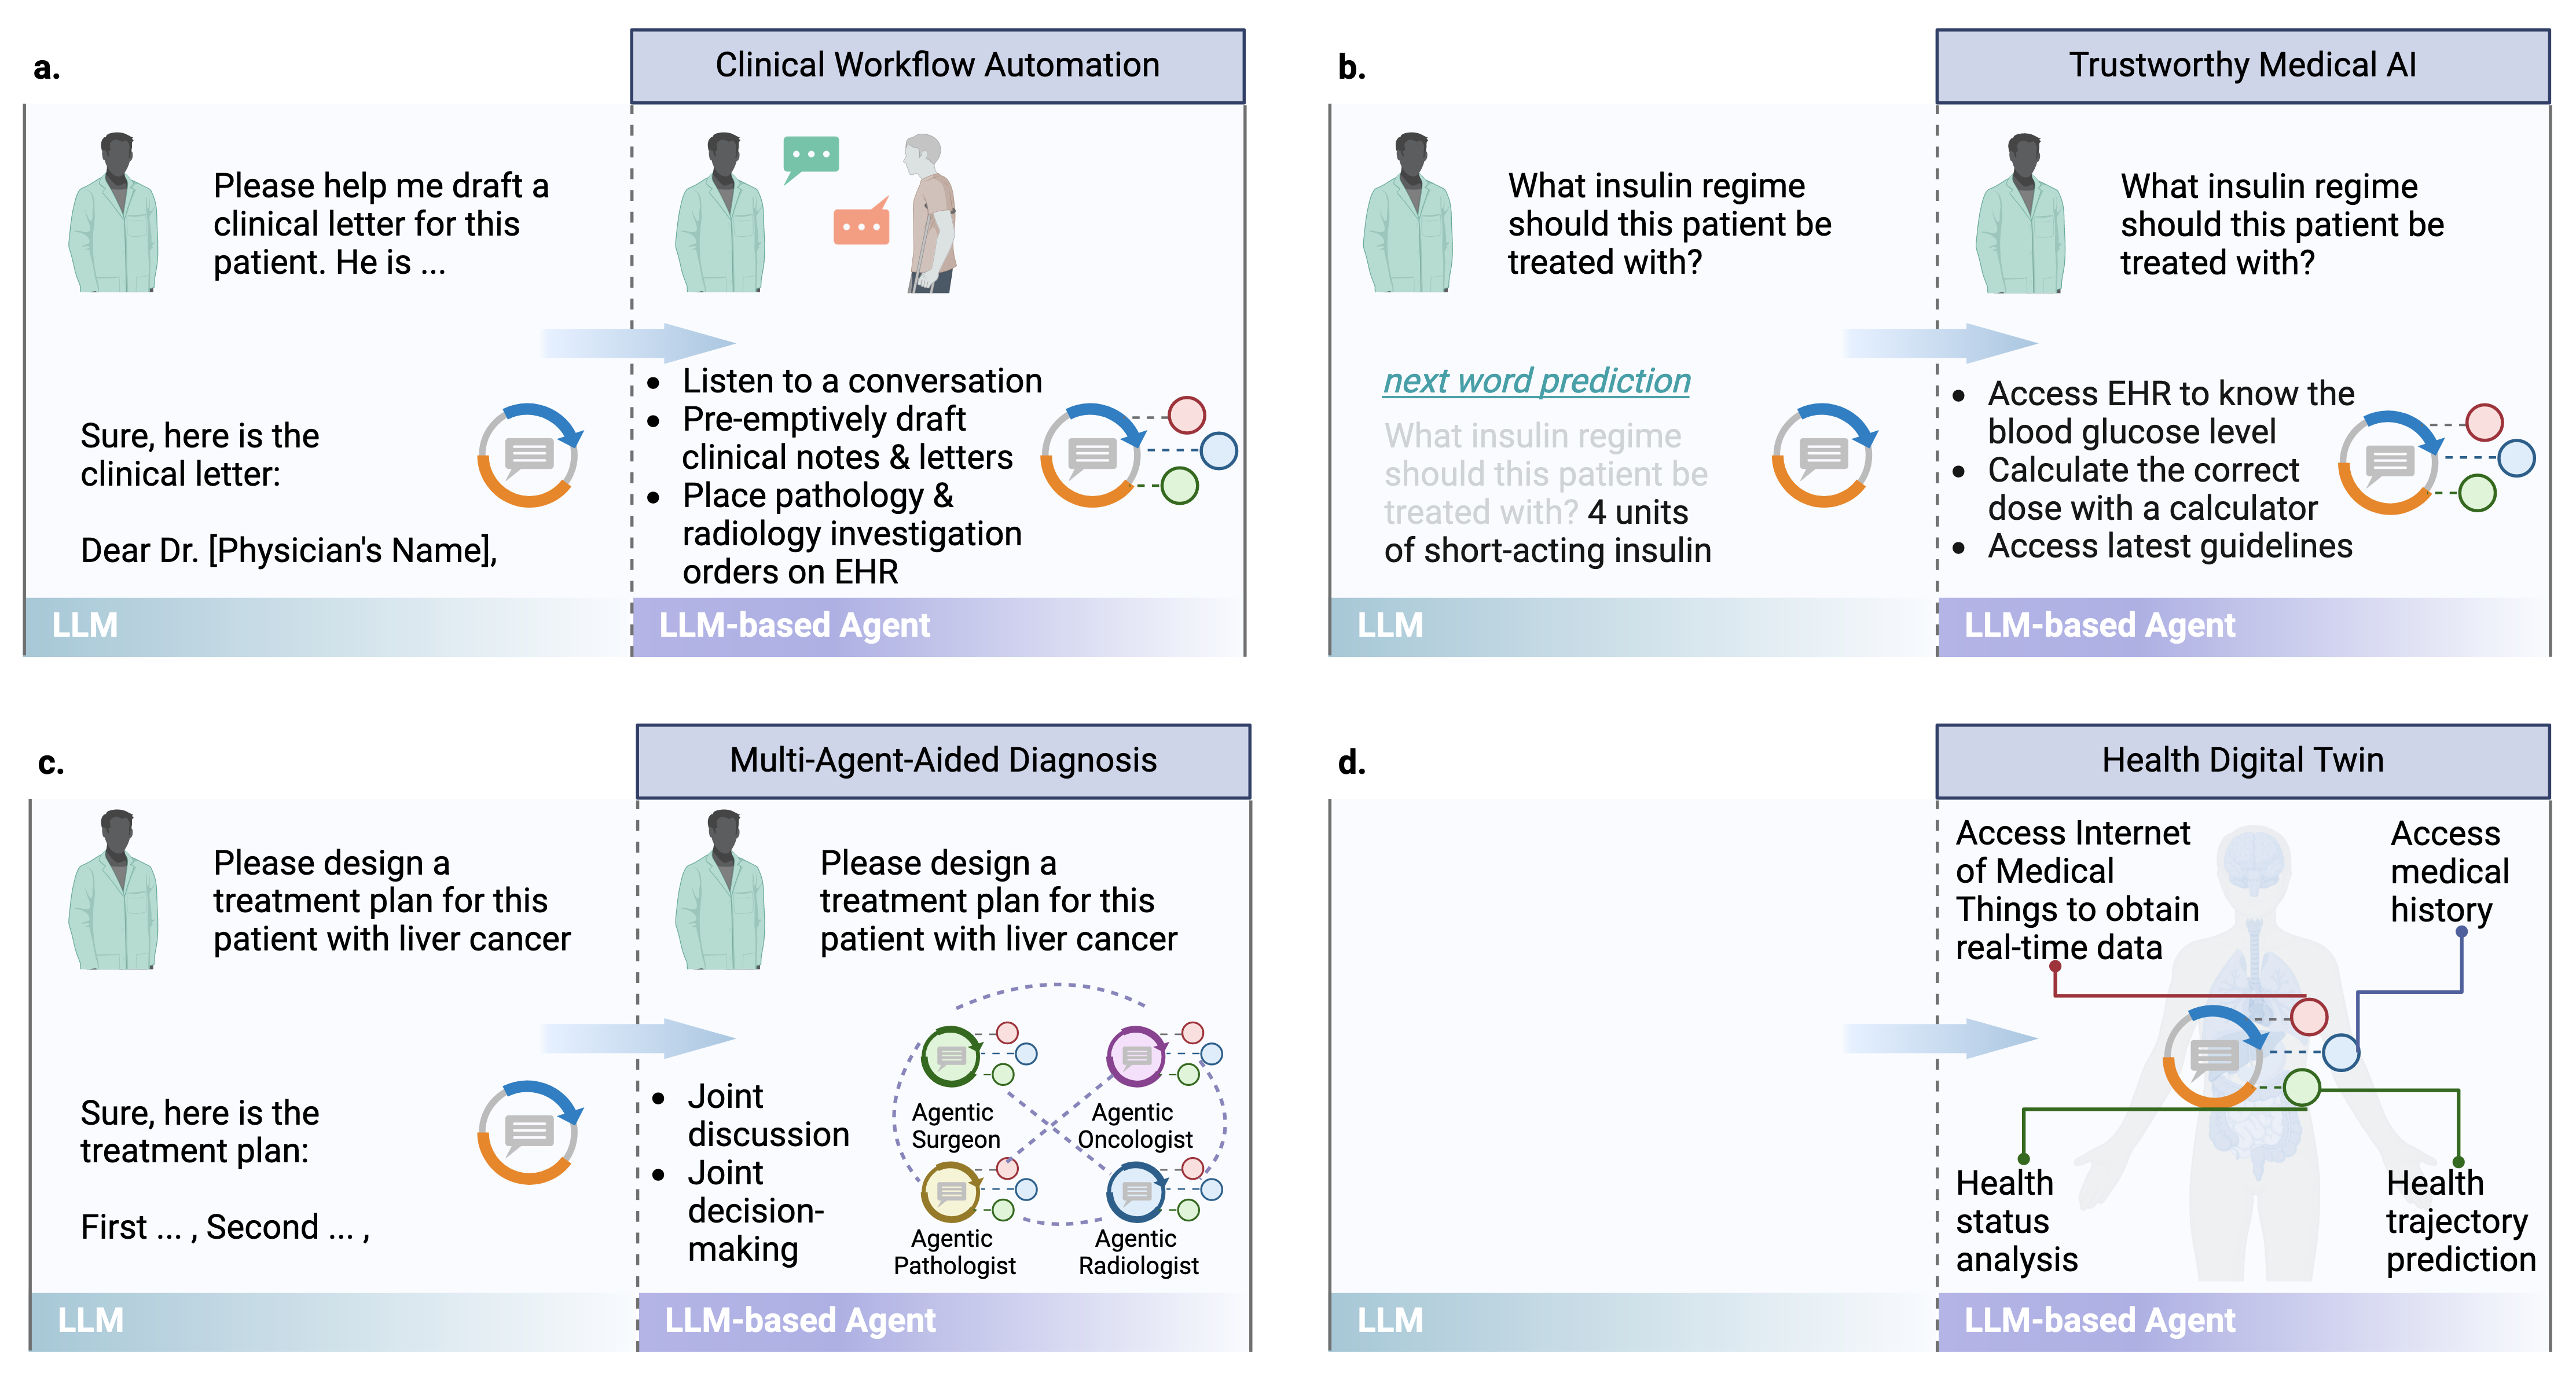 a.
Clinical Workflow Automation
Please help me draft a
clinical letter for this
patient. He is ...
Sure, here is the
clinical letter:
Dear Dr. [Physician's Name],
LLM
Listen to a conversation
Pre-emptively draft
clinical notes & letters
Place pathology &
radiology investigation
orders on EHR
LLM-based Agent
b.
Trustworthy Medical AI
What insulin regime
should this patient be
treated with?
next word prediction
What insulin regime
should this patient be
treated with? 4 units
of short-acting insulin
LLM
What insulin regime
should this patient be
treated with?
Access EHR to know the
blood glucose level
Calculate the correct
dose with a calculator
Access latest guidelines
LLM-based Agent
c.
Multi-Agent-Aided Diagnosis
Please design a
treatment plan for this
patient with liver cancer
Sure, here is the
treatment plan:
First ... , Second ... ,
LLM
Please design a
treatment plan for this
patient with liver cancer
Joint
discussion
Joint
decision-
making
Agentic
Surgeon
Agentic
Oncologist
Agentic
Pathologist
Agentic
Radiologist
LLM-based Agent
d.
Health Digital Twin
LLM
Access Internet
of Medical
Things to obtain
real-time data
Access
medical
history
Health
status
analysis
Health
trajectory
prediction
LLM-based Agent